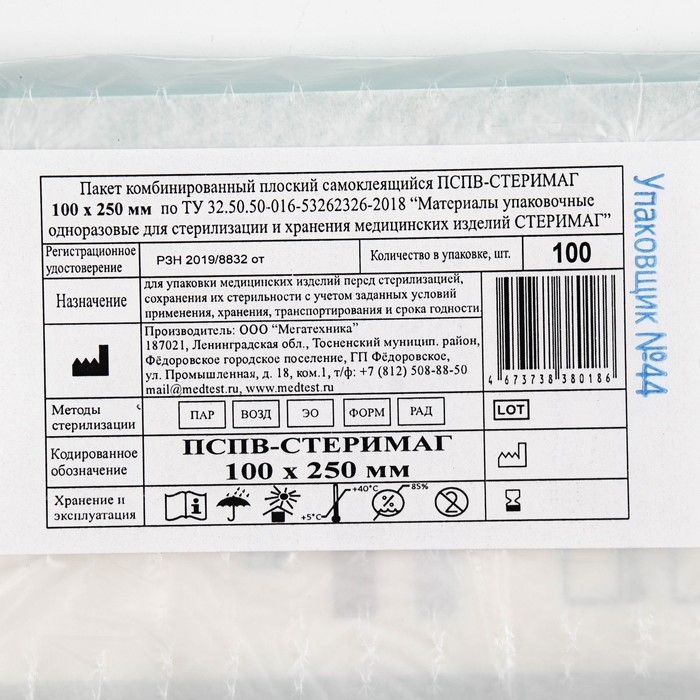 Пакет комбинированный плоский самоклеящийся ПСПВ-СТЕРИМАГ
100 x 250 мм по ТУ 32.50.50-016-53262326-2018 “Материалы упаковочные
одноразовые для стерилизации и хранения медицинских изделий СТЕРИМАГ”
Регистрационное
удостоверение
РЗН 2019/8832 от
Количество в упаковке, шт.
100
Назначение
для упаковки медицинских изделий перед стерилизацией,
сохранения их стерильности с учетом заданных условий
применения, хранения, транспортирования и срока годности.
Производитель: ООО “Мегатехника”
187021, Ленинградская обл., Тосненский муницип. район,
Фёдоровское городское поселение, ГП Фёдоровское,
ул. Промышленная, д. 18, ком.1, т/ф: +7 (812) 508-88-50
mail@medtest.ru, www.medtest.ru
4 673738 380186
Методы
стерилизации
ПАР ВОЗД ЭО ФОРМ РАД
LOT
Кодированное
обозначение
ПСПВ-СТЕРИМАГ
100 x 250 мм
Хранение и
эксплуатация
i
+5°C
+40°C
%
85%
2
Упаковщик №44